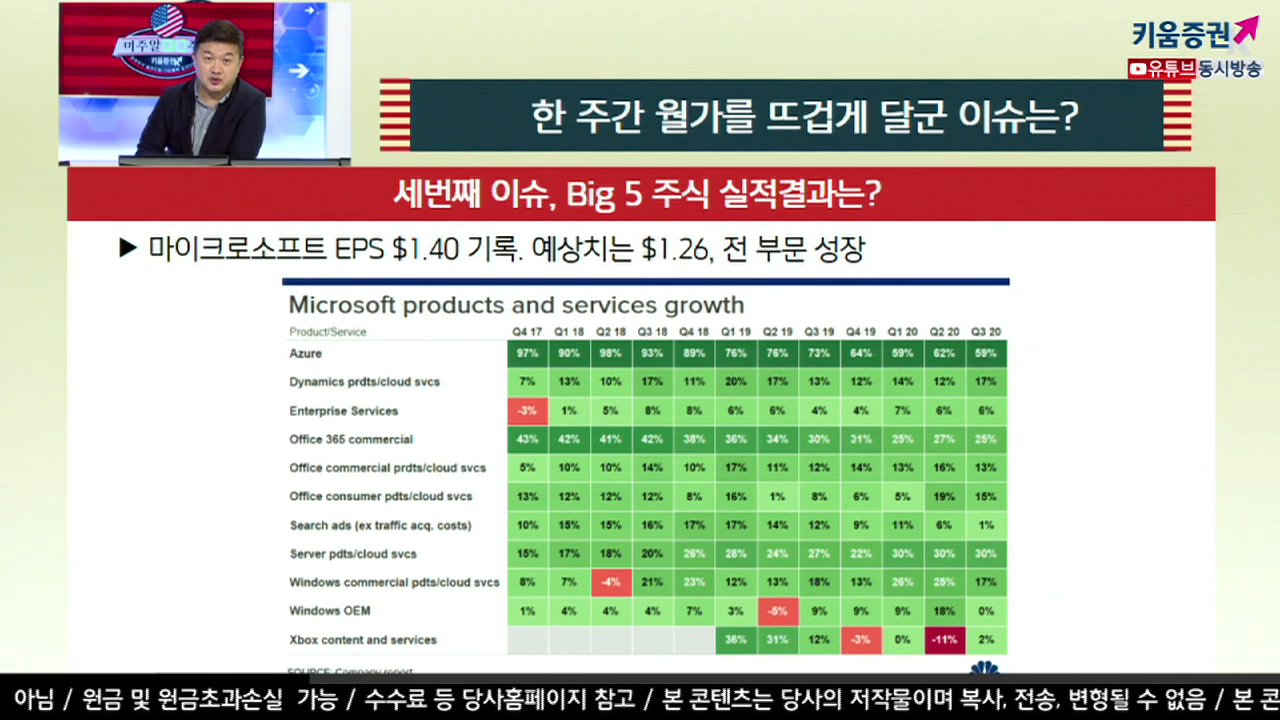 미주알
키움증권
키움증권
유튜브동시방송
한 주간 월가를 뜨겁게 달군 이슈는?
세번째 이슈, Big 5 주식 실적결과는?
▶ 마이크로소프트 EPS $1.40 기록. 예상치는 $1.26, 전 부문 성장
Microsoft products and services growth
Product/Service Q4 17 Q1 18 Q2 18 Q3 18 Q4 18 Q1 19 Q2 19 Q3 19 Q4 19 Q1 20 Q2 20 Q3 20
Azure 97% 90% 98% 93% 89% 76% 76% 73% 64% 59% 62% 59%
Dynamics prdts/cloud svcs 7% 13% 10% 17% 11% 20% 17% 13% 12% 14% 12% 17%
Enterprise Services -3% 1% 5% 8% 8% 6% 6% 4% 4% 7% 6% 6%
Office 365 commercial 43% 42% 41% 42% 38% 36% 34% 30% 31% 25% 27% 25%
Office commercial prdts/cloud svcs 5% 10% 10% 14% 10% 17% 11% 12% 14% 13% 16% 13%
Office consumer pdts/cloud svcs 13% 12% 12% 12% 8% 16% 1% 8% 6% 5% 19% 15%
Search ads (ex traffic acq. costs) 10% 15% 15% 16% 17% 17% 14% 12% 9% 11% 6% 1%
Server pdts/cloud svcs 15% 17% 18% 20% 26% 28% 24% 27% 22% 30% 30% 30%
Windows commercial pdts/cloud svcs 8% 7% -4% 21% 23% 12% 13% 18% 13% 26% 25% 17%
Windows OEM 1% 4% 4% 4% 7% 3% -5% 9% 9% 9% 18% 0%
Xbox content and services 36% 31% 12% -3% 0% -11% 2%
SOURCE: Company report
아님 / 원금 및 원금초과손실 가능 / 수수료 등 당사홈페이지 참고 / 본 콘텐츠는 당사의 저작물이며 복사, 전송, 변형될 수 없음 / 본 콘